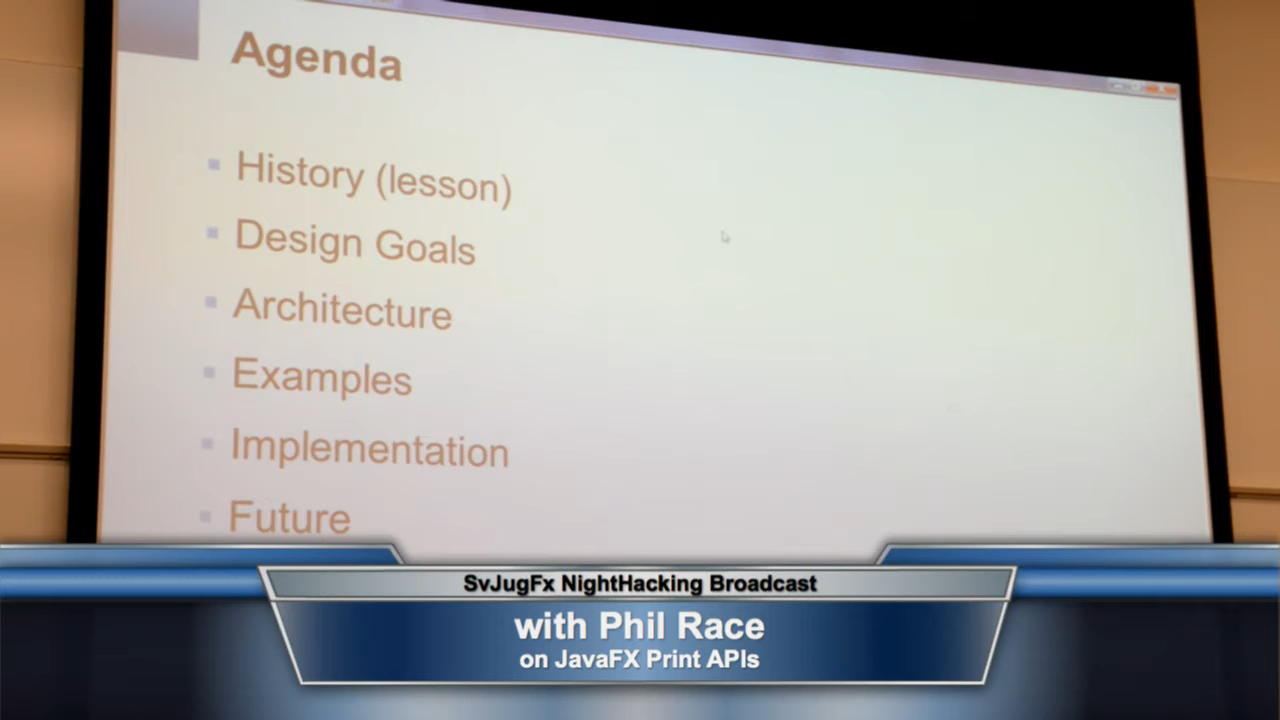 Agenda
History (lesson)
Design Goals
Architecture
Examples
Implementation
Future
SvJugFx NightHacking Broadcast
with Phil Race
on JavaFX Print APIs